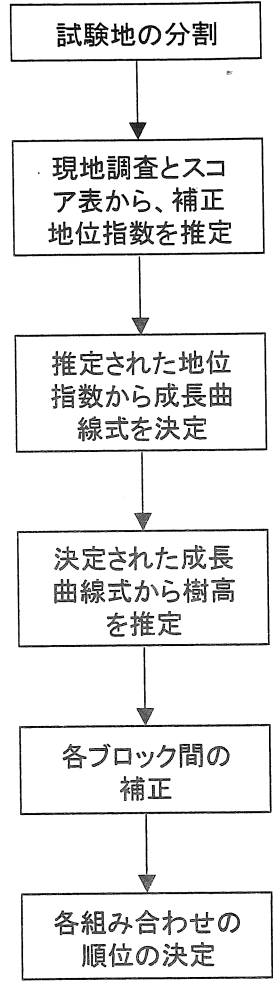 試験地の分割
現地調査とスコ
ア表から、補正
地位指数を推定
推定された地位
指数から成長曲
線式を決定
決定された成長
曲線式から樹高
を推定
各ブロック間の
補正
各組み合わせの
順位の決定